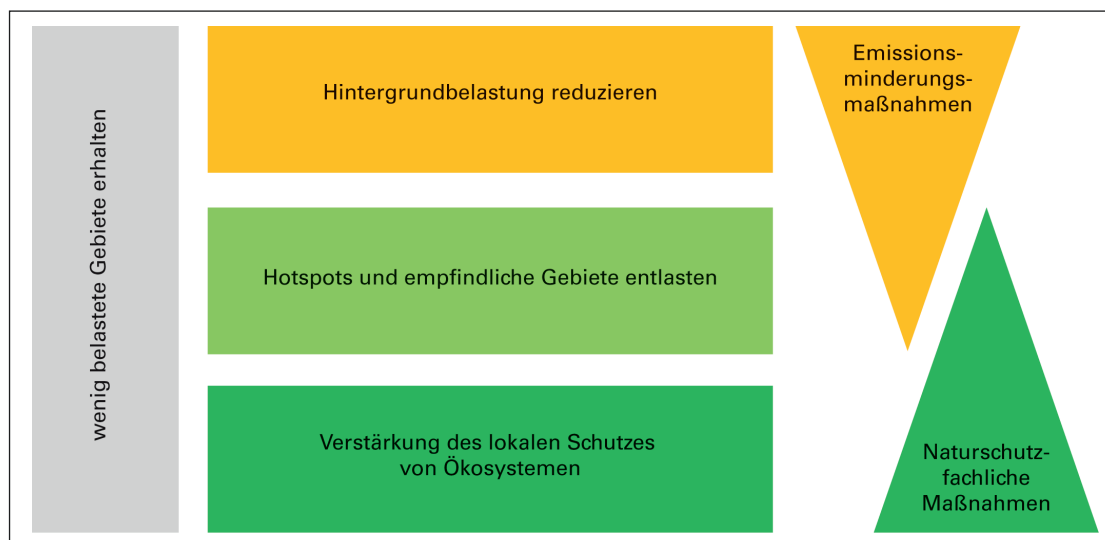 wenig belastete Gebiete erhalten
Hintergrundbelastung reduzieren
Hotspots und empfindliche Gebiete entlasten
Verstärkung des lokalen Schutzes
von Ökosystemen
Emissions-
minderungs-
maßnahmen
Naturschutz-
fachliche
Maßnahmen